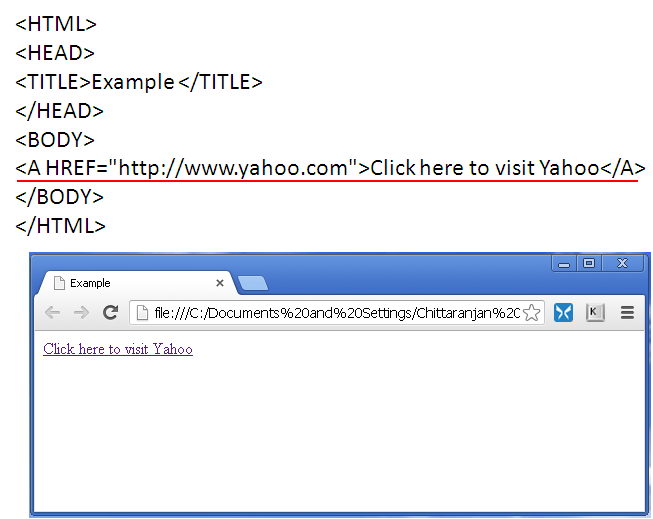 <HTML>
<HEAD>
<TITLE>Example </TITLE>
</HEAD>
<BODY>
<A HREF="http://www.yahoo.com">Click here to visit Yahoo</A>
</BODY>
</HTML>
Example
file:///C:/Documents%20and%20Settings/Chittaranjan%20
K
Click here to visit Yahoo